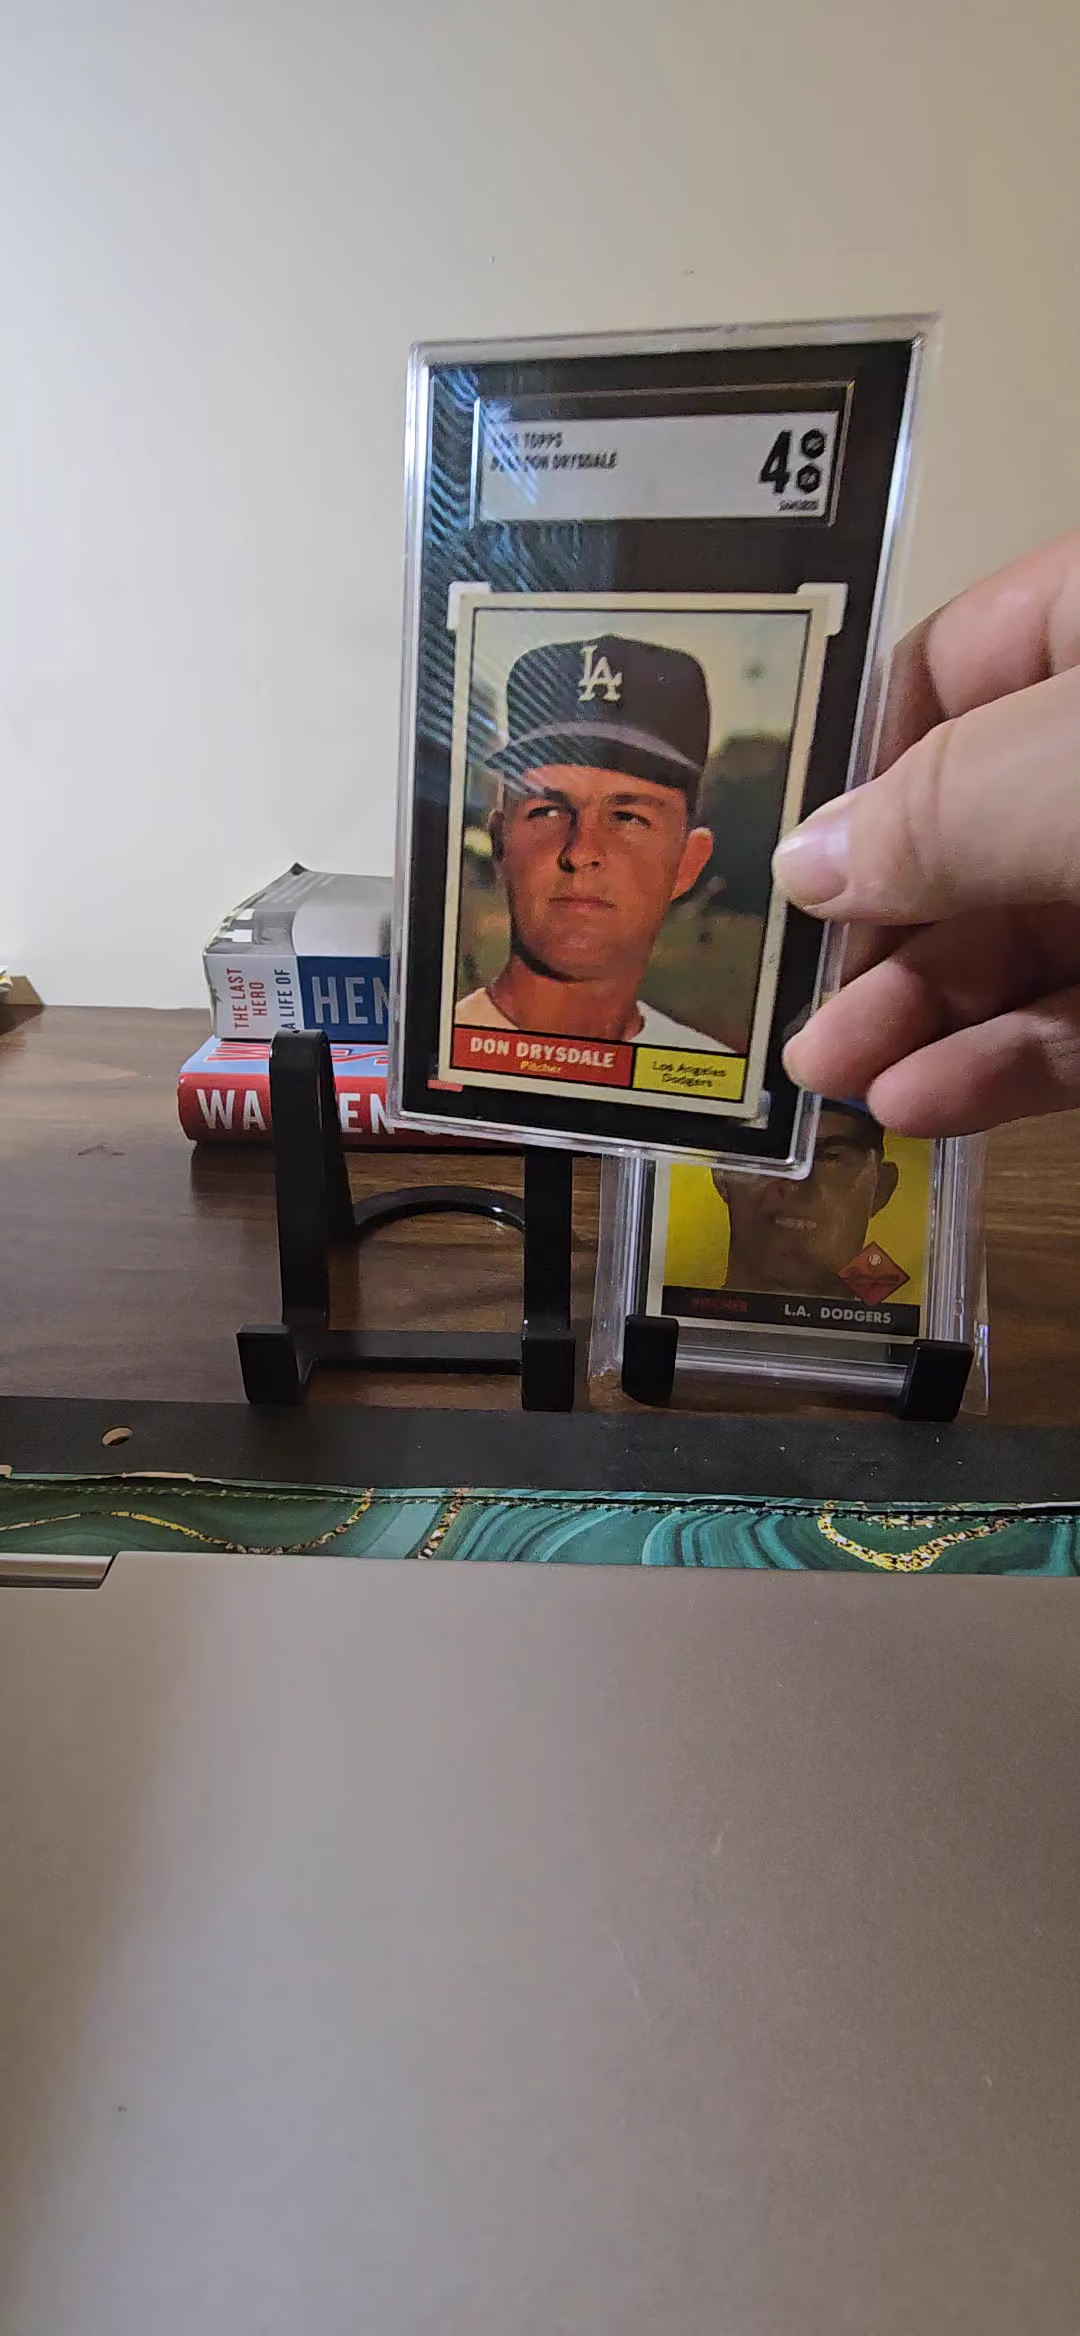 TOPPS
DON DRYSDALE
4
LA
DON DRYSDALE
Pitcher
Los Angeles
Dodgers
THE LAST
HERO
A LIFE OF
HEN
WA
EN
L.A. DODGERS